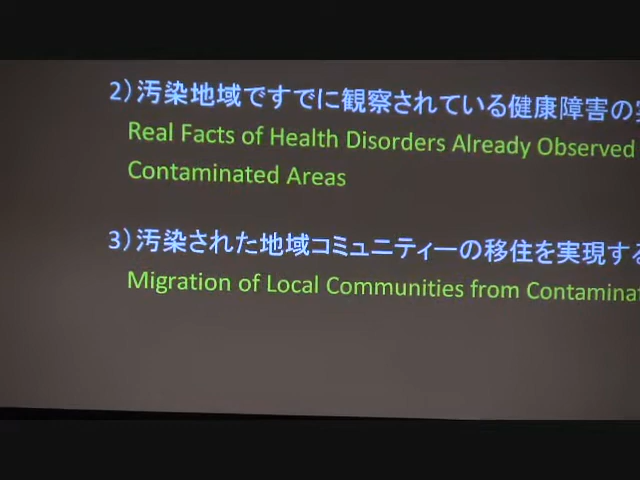 2）汚染地域ですでに観察されている健康障害の
Real Facts of Health Disorders Already Observed
Contaminated Areas
3）汚染された地域コミュニティーの移住を実現す
Migration of Local Communities from